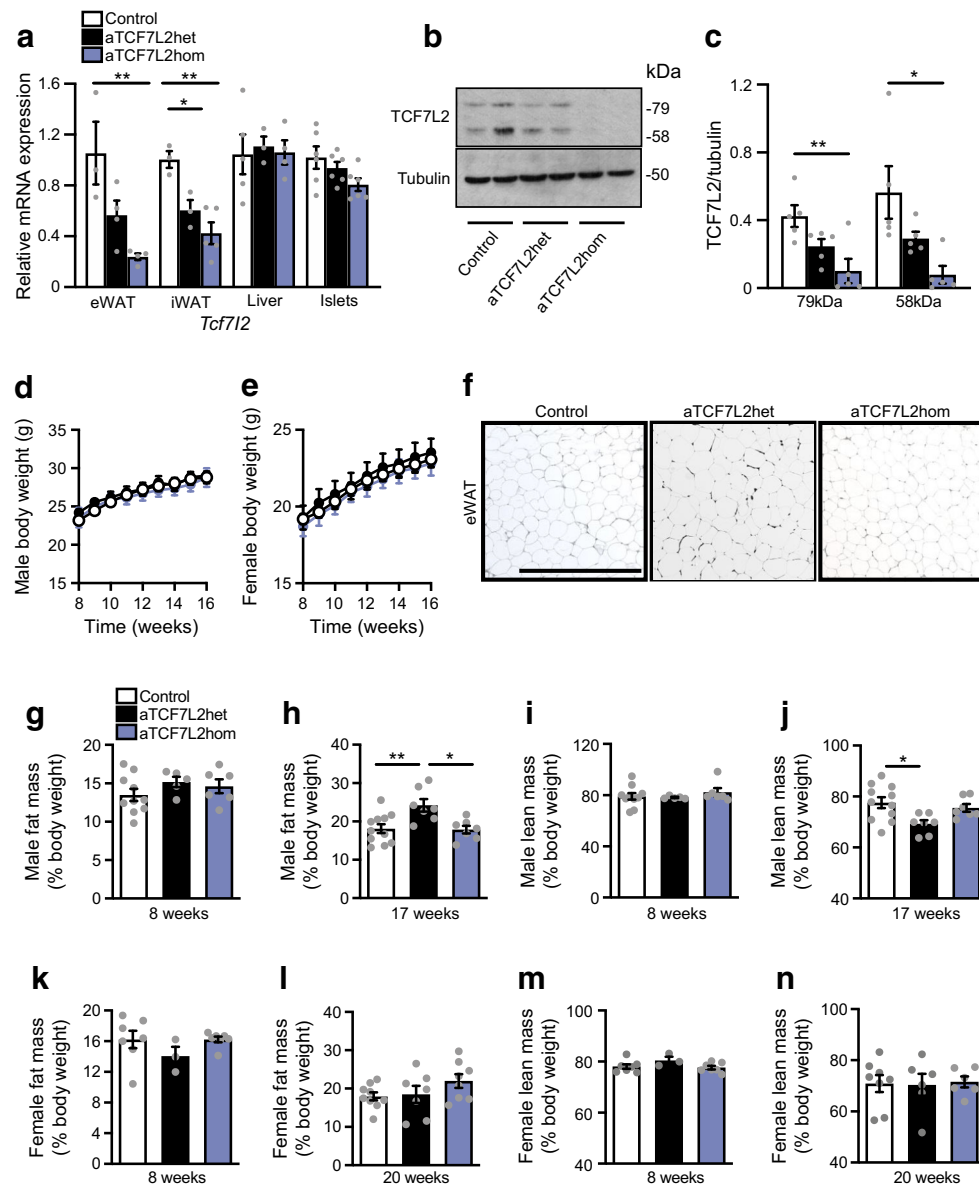 Control
aTCF7L2het
aTCF7L2hom
a
Relative mRNA expression
1.6
1.2
0.8
0.4
0
**
**
*
eWAT iWAT Liver Islets
Tcf7l2
b
kDa
TCF7L2
-79
-58
Tubulin
-50
Control
aTCF7L2het
aTCF7L2hom
c
TCF7L2/tubulin
1.2
0.8
0.4
0
**
*
79kDa 58kDa
d
Male body weight (g)
35
30
25
20
15
8 10 12 14 16
Time (weeks)
e
Female body weight (g)
25
20
15
8 10 12 14 16
Time (weeks)
f
Control aTCF7L2het aTCF7L2hom
eWAT
Control
aTCF7L2het
aTCF7L2hom
g
Male fat mass
(% body weight)
20
15
10
5
0
8 weeks
h
Male fat mass
(% body weight)
40
30
20
10
0
** *
17 weeks
i
Male lean mass
(% body weight)
120
80
40
0
8 weeks
j
Male lean mass
(% body weight)
100
80
60
40
*
17 weeks
k
Female fat mass
(% body weight)
20
16
12
8
4
0
8 weeks
l
Female fat mass
(% body weight)
40
30
20
10
0
20 weeks
m
Female lean mass
(% body weight)
100
80
60
40
8 weeks
n
Female lean mass
(% body weight)
100
80
60
40
20 weeks